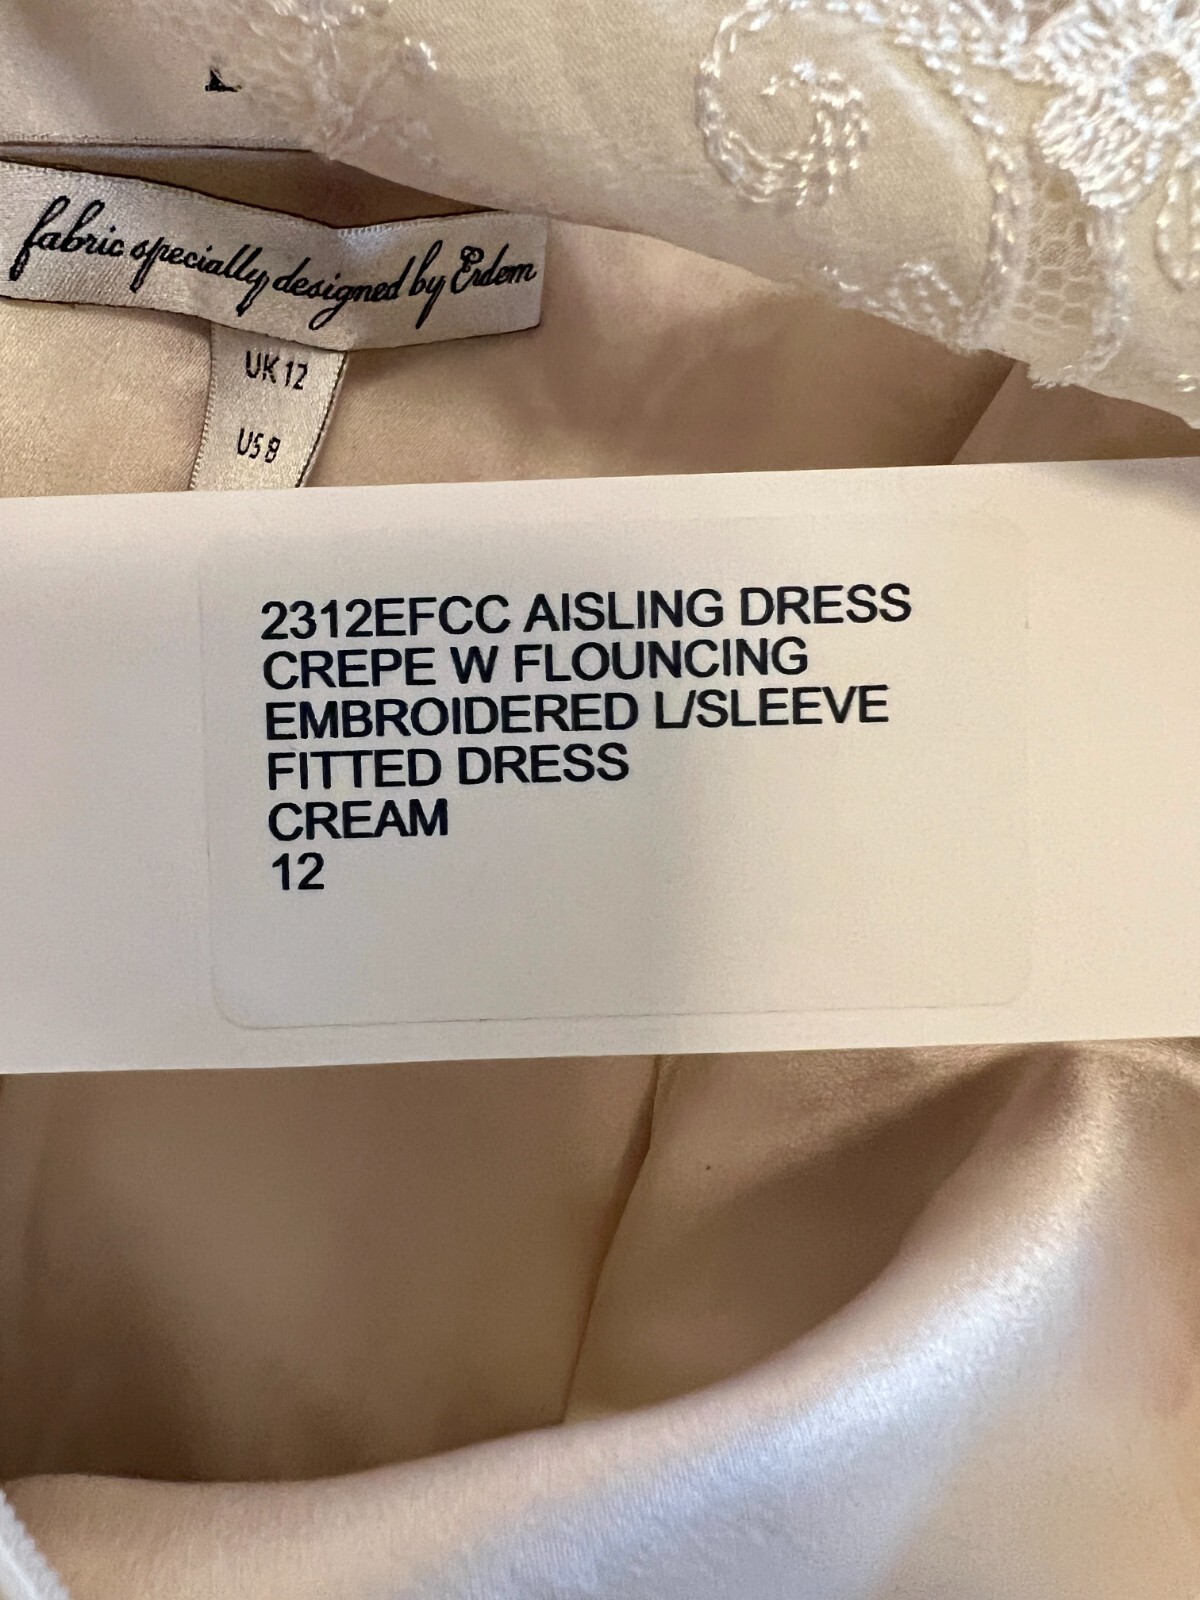 fabric specially designed by Erdem
UK 12
US 8
2312EFCC AISLING DRESS
CREPE W FLOUNCING
EMBROIDERED L/SLEEVE
FITTED DRESS
CREAM
12